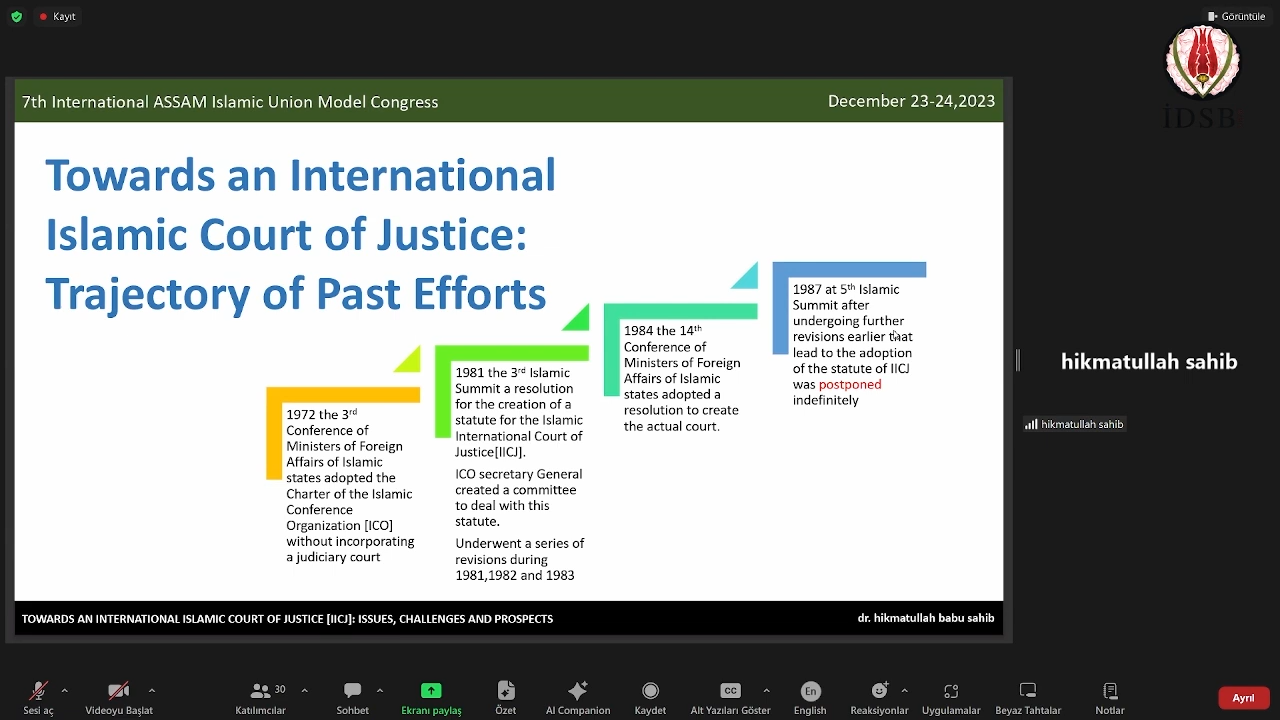 Kayıt
Görüntüle
İDSB
7th International ASSAM Islamic Union Model Congress
December 23-24,2023
Towards an International
Islamic Court of Justice:
Trajectory of Past Efforts
1972 the 3rd
Conference of
Ministers of Foreign
Affairs of Islamic
states adopted the
Charter of the Islamic
Conference
Organization [ICO]
without incorporating
a judiciary court
1981 the 3rd Islamic
Summit a resolution
for the creation of a
statute for the Islamic
International Court of
Justice[IICJ].
ICO secretary General
created a committee
to deal with this
statute.
Underwent a series of
revisions during
1981,1982 and 1983
1984 the 14th
Conference of
Ministers of Foreign
Affairs of Islamic
states adopted a
resolution to create
the actual court.
1987 at 5th Islamic
Summit after
undergoing further
revisions earlier that
lead to the adoption
of the statute of IICJ
was postponed
indefinitely
hikmatullah sahib
hikmatullah sahib
TOWARDS AN INTERNATIONAL ISLAMIC COURT OF JUSTICE [IICJ]: ISSUES, CHALLENGES AND PROSPECTS
dr. hikmatullah babu sahib
Sesi aç
Videoyu Başlat
30
Katılımcılar
Sohbet
Ekranı paylaş
Özet
AI Companion
Kaydet
CC
Alt Yazıları Göster
En
English
Reaksiyonlar
Uygulamalar
Beyaz Tahtalar
Notlar
Ayrıl